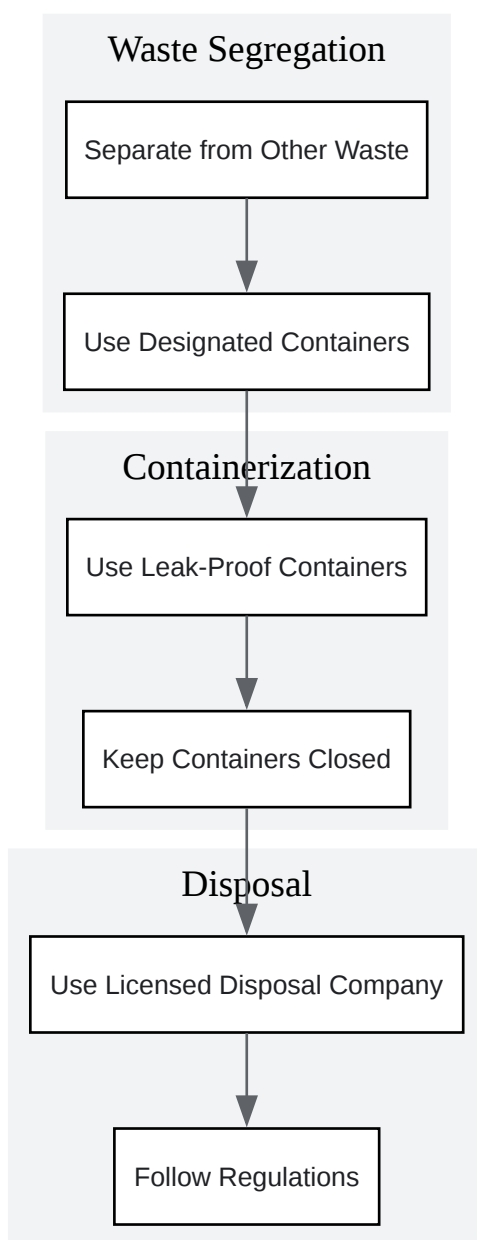 Waste Segregation
Separate from Other Waste
Use Designated Containers
Containerization
Use Leak-Proof Containers
Keep Containers Closed
Disposal
Use Licensed Disposal Company
Follow Regulations